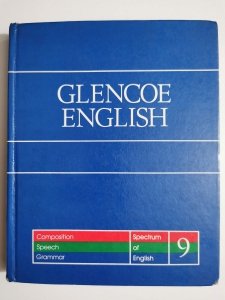 GLENCOE
ENGLISH
Composition
Speech
Grammar
Spectrum
of
English
9